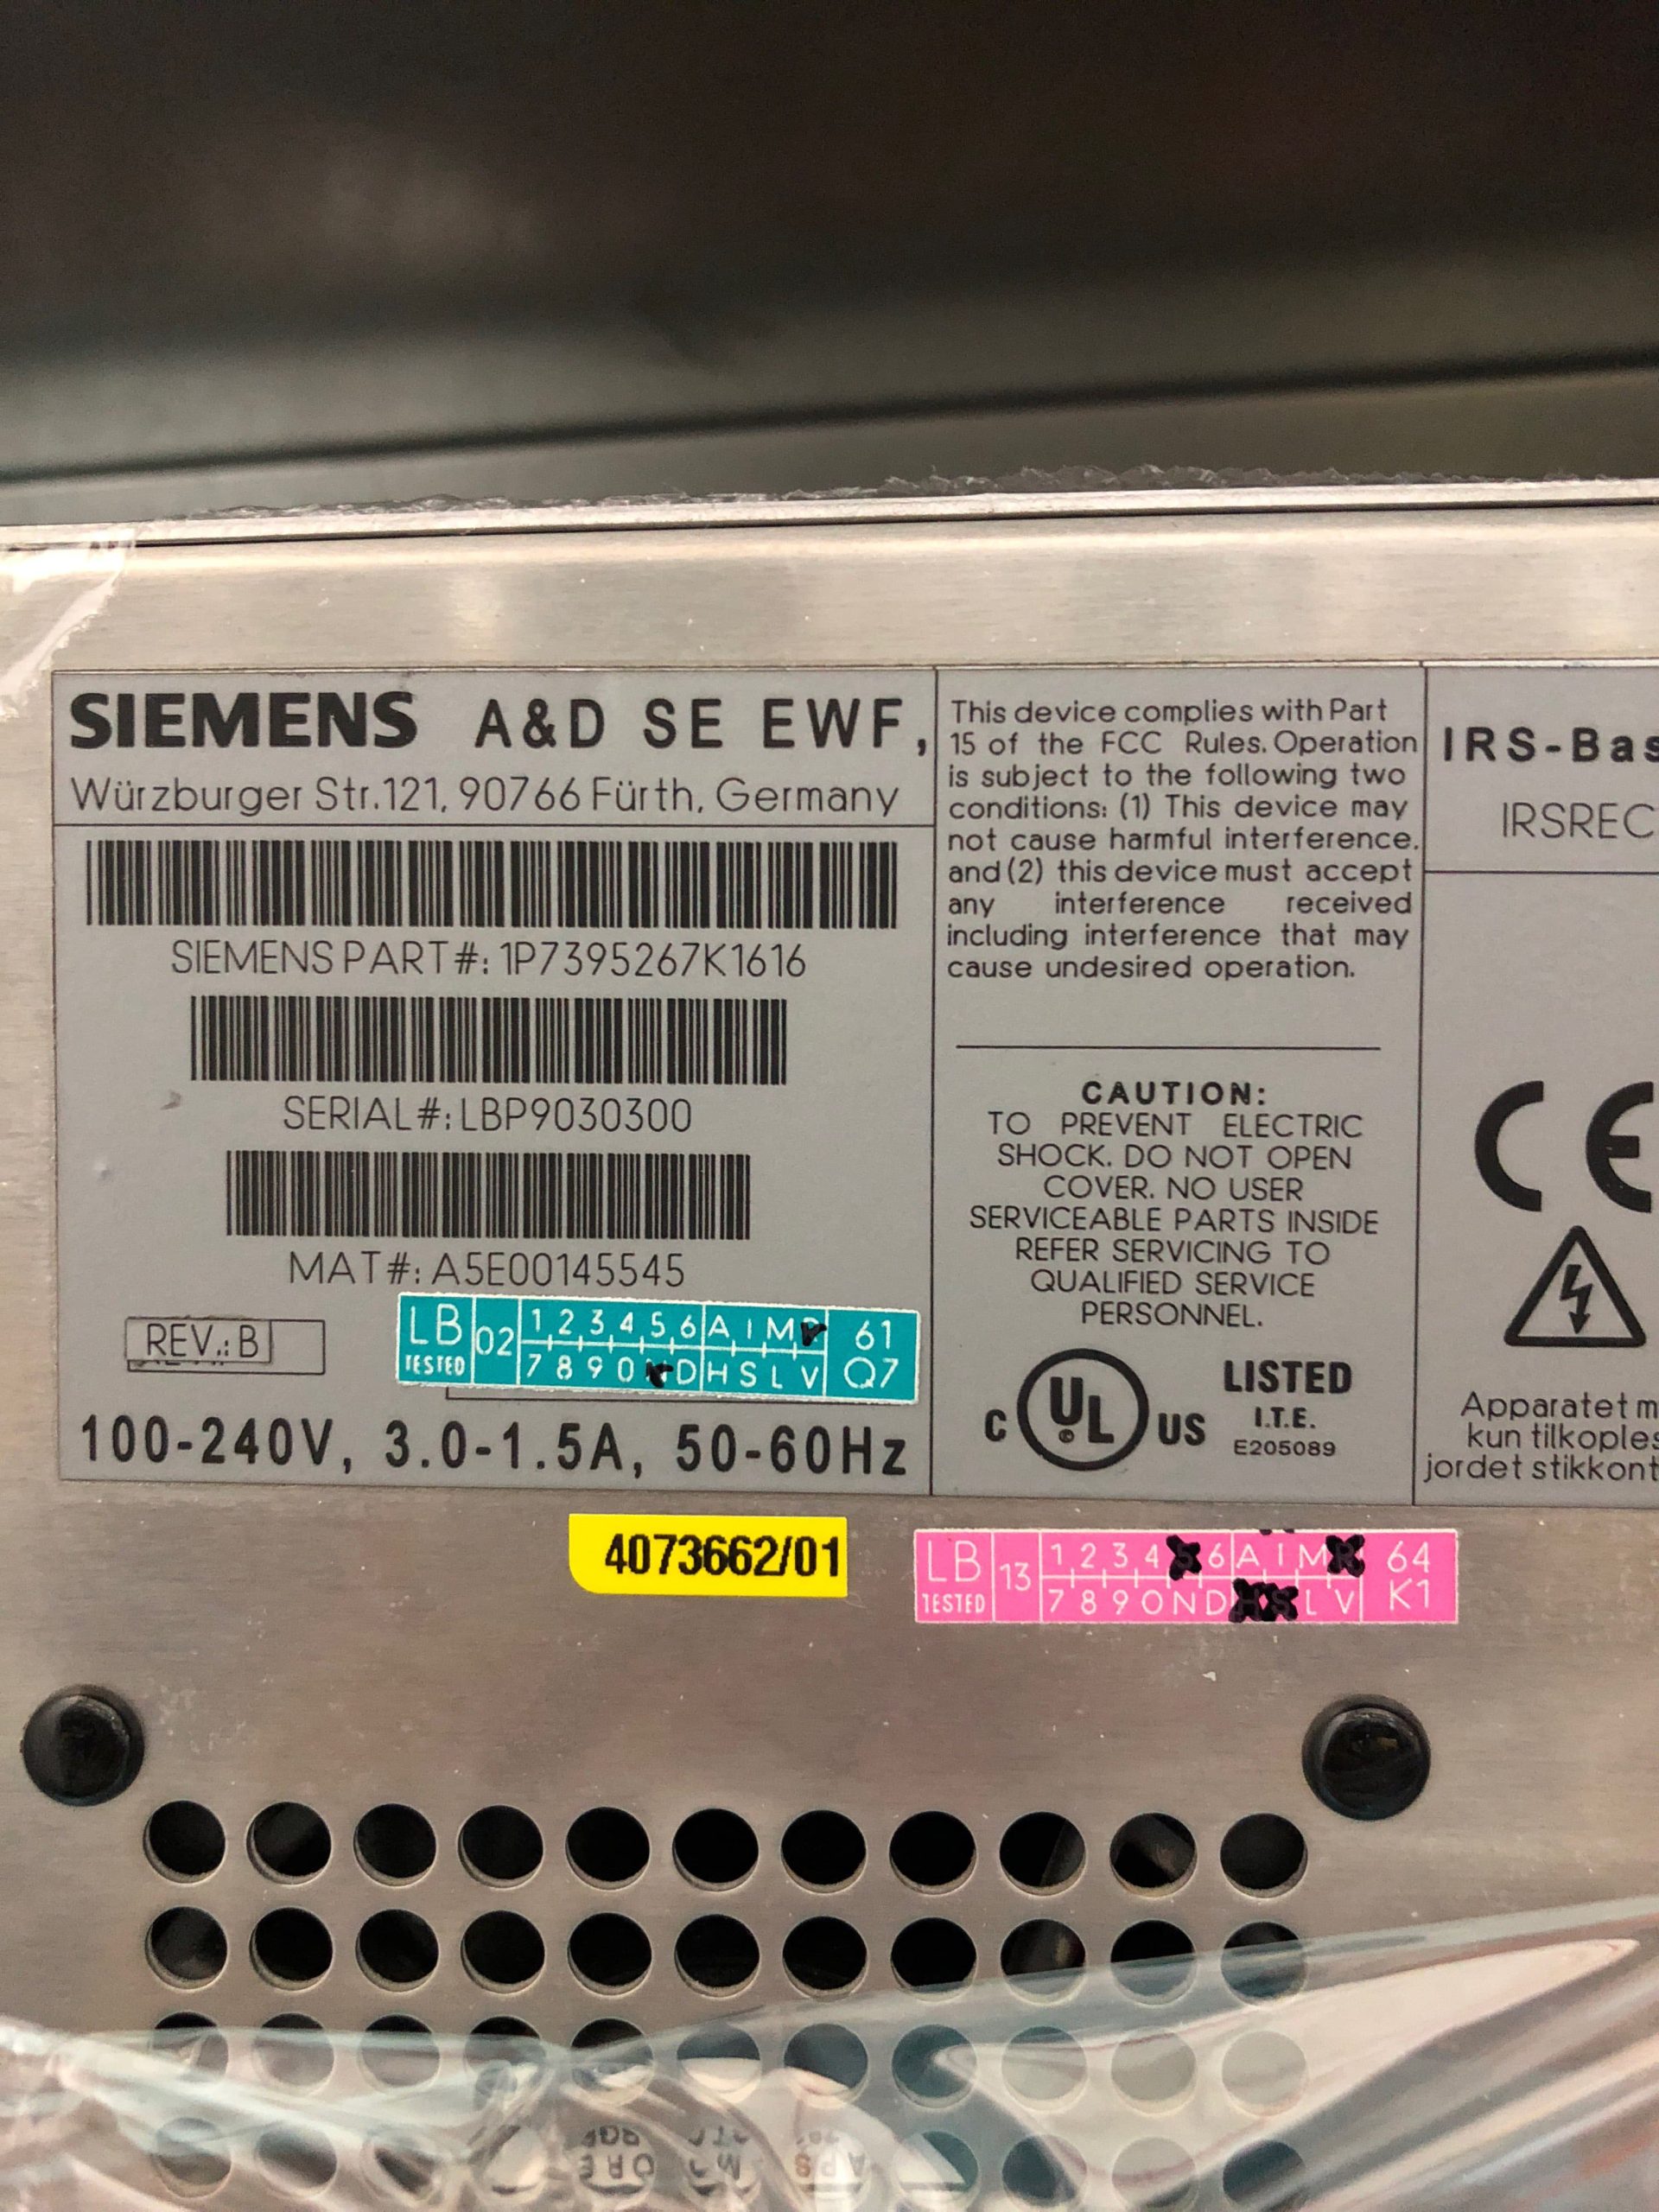 SIEMENS A&D SE EWF,
Würzburger Str.121, 90766 Fürth, Germany
SIEMENS PART#: 1P7395267K1616
SERIAL#: LBP9030300
MAT#: A5E00145545
REV.: B
LB 02 1 2 3 4 5 6 A I M 61
TESTED 7 8 9 0 D H S L V Q7
100-240V, 3.0-1.5A, 50-60Hz
This device complies with Part
15 of the FCC Rules. Operation
is subject to the following two
conditions: (1) This device may
not cause harmful interference.
and (2) this device must accept
any interference received
including interference that may
cause undesired operation.
CAUTION:
TO PREVENT ELECTRIC
SHOCK. DO NOT OPEN
COVER. NO USER
SERVICEABLE PARTS INSIDE
REFER SERVICING TO
QUALIFIED SERVICE
PERSONNEL.
C UL US LISTED
I.T.E.
E205089
IRS-Bas
IRSREC
CE
Apparatet m
kun tilkoples
jordet stikkont
4073662/01
LB 13 1 2 3 4 5 6 A I M R 64
TESTED 7 8 9 0 N D H S L V K1